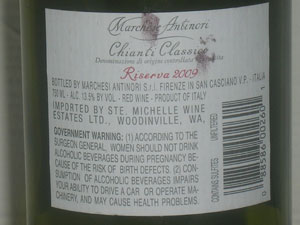 Marchese Antinori
Chianti Classico
Denominazione di origine controllata
Riserva 2009
BOTTLED BY MARCHESI ANTINORI S.r.l. FIRENZE IN SAN CASCIANO V.P. - ITALIA
750 ML - ALC. 13.5% BY VOL - RED WINE - PRODUCT OF ITALY
IMPORTED BY STE. MICHELLE WINE
ESTATES LTD., WOODINVILLE, WA,
GOVERNMENT WARNING: (1) ACCORDING TO THE
SURGEON GENERAL, WOMEN SHOULD NOT DRINK
ALCOHOLIC BEVERAGES DURING PREGNANCY BE-
CAUSE OF THE RISK OF BIRTH DEFECTS. (2) CON-
SUMPTION OF ALCOHOLIC BEVERAGES IMPAIRS
YOUR ABILITY TO DRIVE A CAR OR OPERATE MA-
CHINERY, AND MAY CAUSE HEALTH PROBLEMS.
CONTAINS SULFITES
UNFILTERED